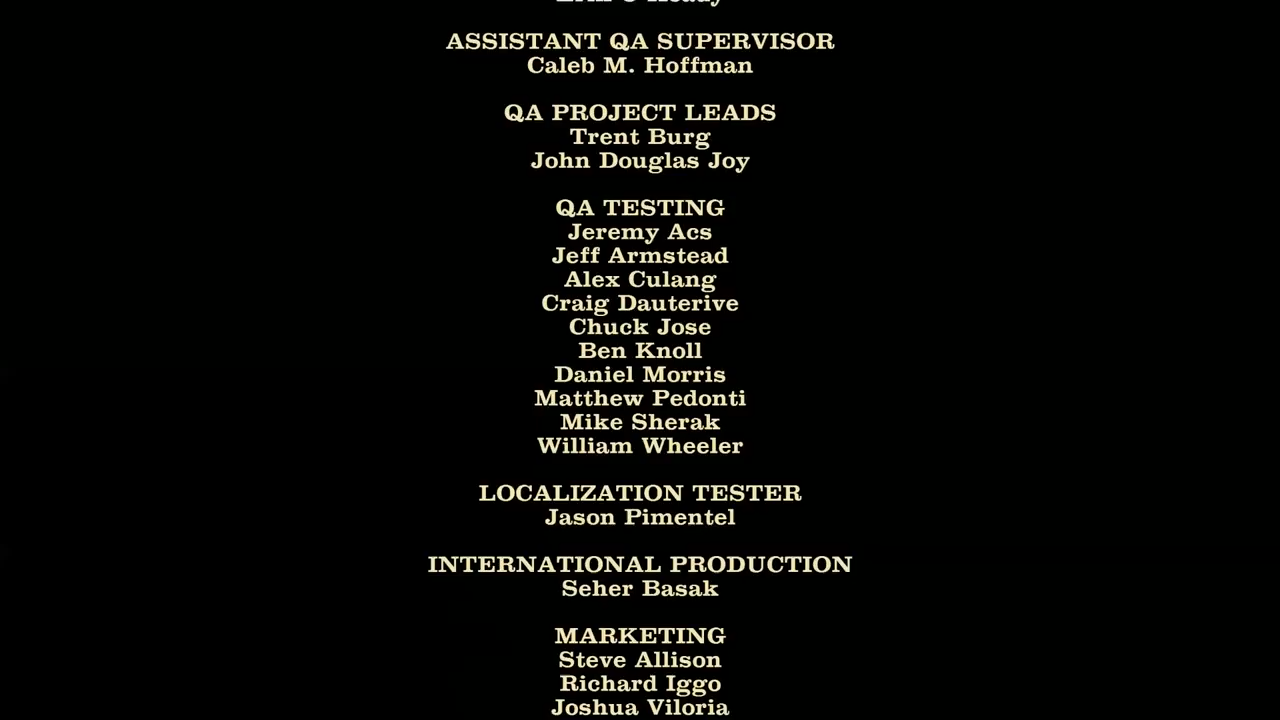 ASSISTANT QA SUPERVISOR
Caleb M. Hoffman
QA PROJECT LEADS
Trent Burg
John Douglas Joy
QA TESTING
Jeremy Acs
Jeff Armstead
Alex Culang
Craig Dauterive
Chuck Jose
Ben Knoll
Daniel Morris
Matthew Pedonti
Mike Sherak
William Wheeler
LOCALIZATION TESTER
Jason Pimentel
INTERNATIONAL PRODUCTION
Seher Basak
MARKETING
Steve Allison
Richard Iggo
Joshua Viloria